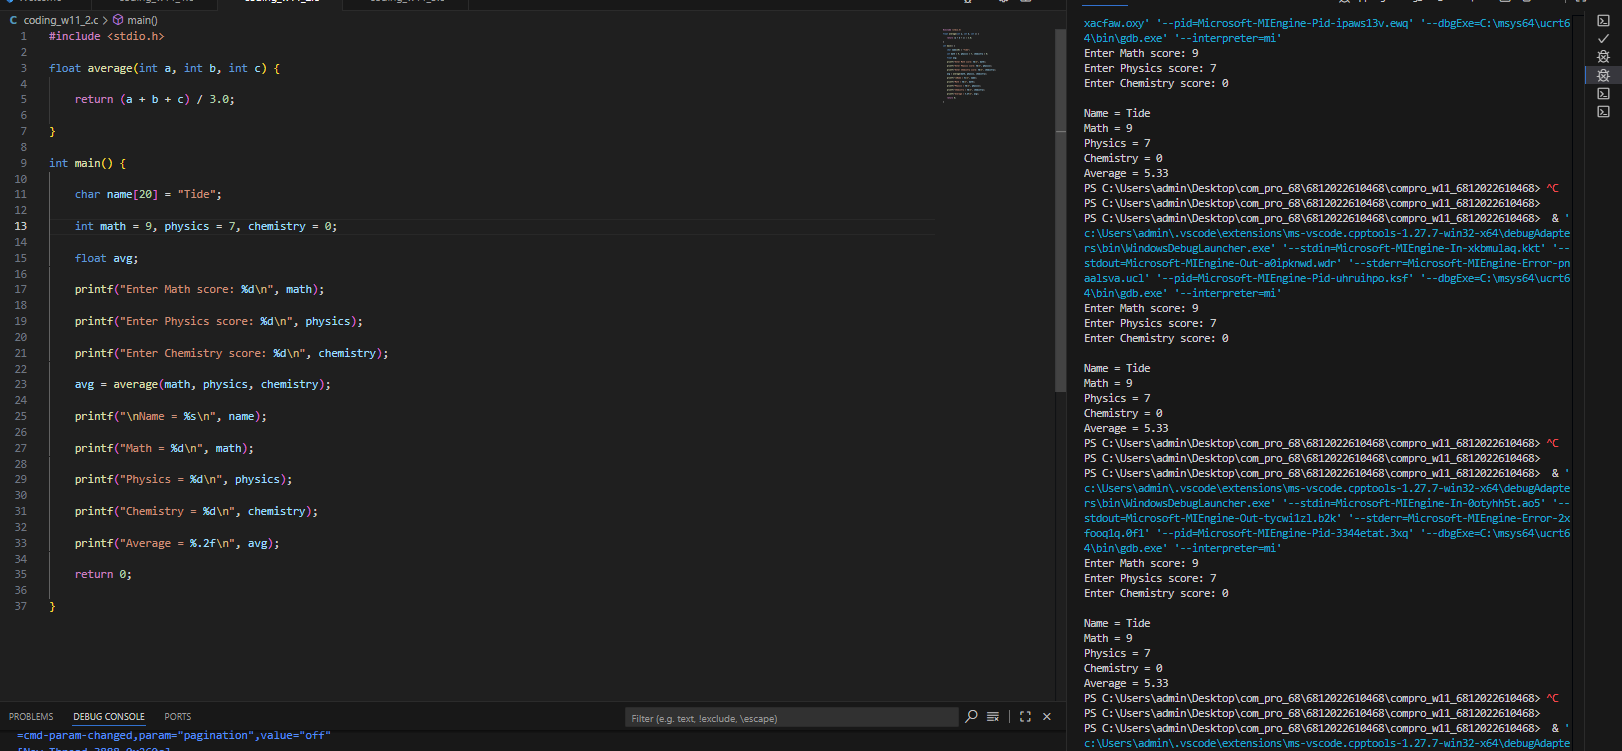 coding_w11_2.c > main()
1 #include <stdio.h>
2
3 float average(int a, int b, int c) {
4
5 return (a + b + c) / 3.0;
6
7 }
8
9 int main() {
10
11 char name[20] = "Tide";
12
13 int math = 9, physics = 7, chemistry = 0;
14
15 float avg;
16
17 printf("Enter Math score: %d\n", math);
18
19 printf("Enter Physics score: %d\n", physics);
20
21 printf("Enter Chemistry score: %d\n", chemistry);
22
23 avg = average(math, physics, chemistry);
24
25 printf("\nName = %s\n", name);
26
27 printf("Math = %d\n", math);
28
29 printf("Physics = %d\n", physics);
30
31 printf("Chemistry = %d\n", chemistry);
32
33 printf("Average = %.2f\n", avg);
34
35 return 0;
36
37 }
PROBLEMS DEBUG CONSOLE PORTS
Filter (e.g. text, !exclude, \escape)
=cmd-param-changed,param="pagination",value="off"
xacfaw.oxy' '--pid=Microsoft-MIEngine-Pid-ipaws13v.ewq' '--dbgExe=C:\msys64\ucrt6
4\bin\gdb.exe' '--interpreter=mi'
Enter Math score: 9
Enter Physics score: 7
Enter Chemistry score: 0
Name = Tide
Math = 9
Physics = 7
Chemistry = 0
Average = 5.33
PS C:\Users\admin\Desktop\com_pro_68\6812022610468\compro_w11_6812022610468> ^C
PS C:\Users\admin\Desktop\com_pro_68\6812022610468\compro_w11_6812022610468>
PS C:\Users\admin\Desktop\com_pro_68\6812022610468\compro_w11_6812022610468> & '
c:\Users\admin\.vscode\extensions\ms-vscode.cpptools-1.27.7-win32-x64\debugAdapte
rs\bin\WindowsDebugLauncher.exe' '--stdin=Microsoft-MIEngine-In-xkbmulaq.kkt' '--
stdout=Microsoft-MIEngine-Out-a0ipknwd.wdr' '--stderr=Microsoft-MIEngine-Error-pn
aalsva.ucl' '--pid=Microsoft-MIEngine-Pid-uhruihpo.ksf' '--dbgExe=C:\msys64\ucrt6
4\bin\gdb.exe' '--interpreter=mi'
Enter Math score: 9
Enter Physics score: 7
Enter Chemistry score: 0
Name = Tide
Math = 9
Physics = 7
Chemistry = 0
Average = 5.33
PS C:\Users\admin\Desktop\com_pro_68\6812022610468\compro_w11_6812022610468> ^C
PS C:\Users\admin\Desktop\com_pro_68\6812022610468\compro_w11_6812022610468>
PS C:\Users\admin\Desktop\com_pro_68\6812022610468\compro_w11_6812022610468> & '
c:\Users\admin\.vscode\extensions\ms-vscode.cpptools-1.27.7-win32-x64\debugAdapte
rs\bin\WindowsDebugLauncher.exe' '--stdin=Microsoft-MIEngine-In-0otyhh5t.ao5' '--
stdout=Microsoft-MIEngine-Out-tycwi1zl.b2k' '--stderr=Microsoft-MIEngine-Error-2x
fooq1q.0f1' '--pid=Microsoft-MIEngine-Pid-3344etat.3xq' '--dbgExe=C:\msys64\ucrt6
4\bin\gdb.exe' '--interpreter=mi'
Enter Math score: 9
Enter Physics score: 7
Enter Chemistry score: 0
Name = Tide
Math = 9
Physics = 7
Chemistry = 0
Average = 5.33
PS C:\Users\admin\Desktop\com_pro_68\6812022610468\compro_w11_6812022610468> ^C
PS C:\Users\admin\Desktop\com_pro_68\6812022610468\compro_w11_6812022610468>
PS C:\Users\admin\Desktop\com_pro_68\6812022610468\compro_w11_6812022610468> & '
c:\Users\admin\.vscode\extensions\ms-vscode.cpptools-1.27.7-win32-x64\debugAdapte